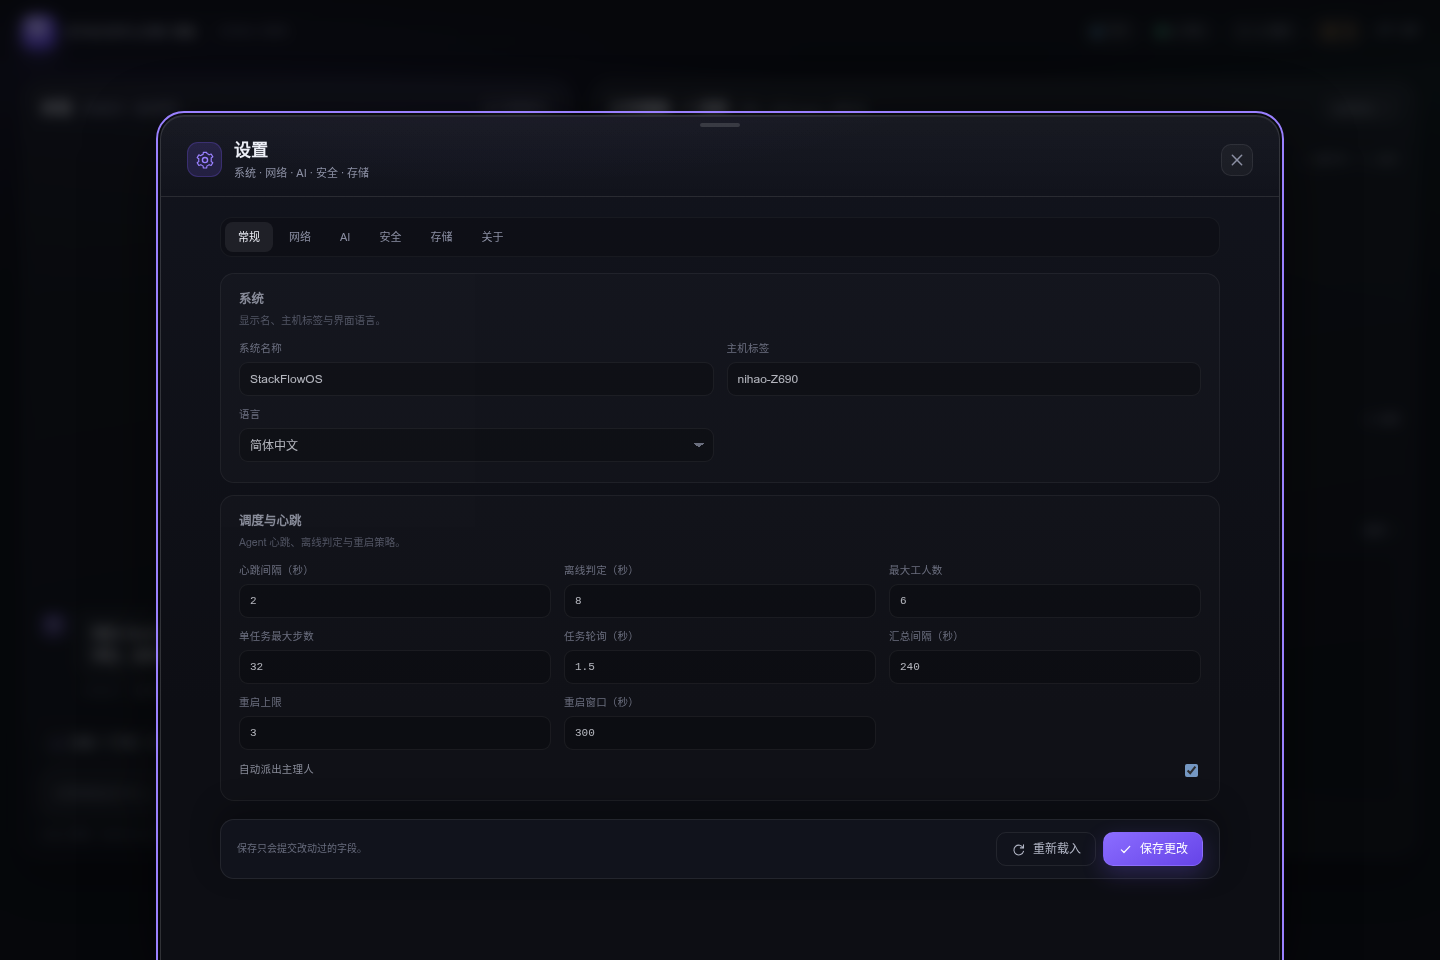 设置
系统 · 网络 · AI · 安全 · 存储
常规 网络 AI 安全 存储 关于
系统
显示名、主机标签与界面语言。
系统名称 主机标签
StackFlowOS nihao-Z690
语言
简体中文
调度与心跳
Agent 心跳、离线判定与重启策略。
心跳间隔（秒） 离线判定（秒） 最大工人数
2 8 6
单任务最大步数 任务轮询（秒） 汇总间隔（秒）
32 1.5 240
重启上限 重启窗口（秒）
3 300
自动派出主理人
保存只会提交改动过的字段。 重新载入 保存更改